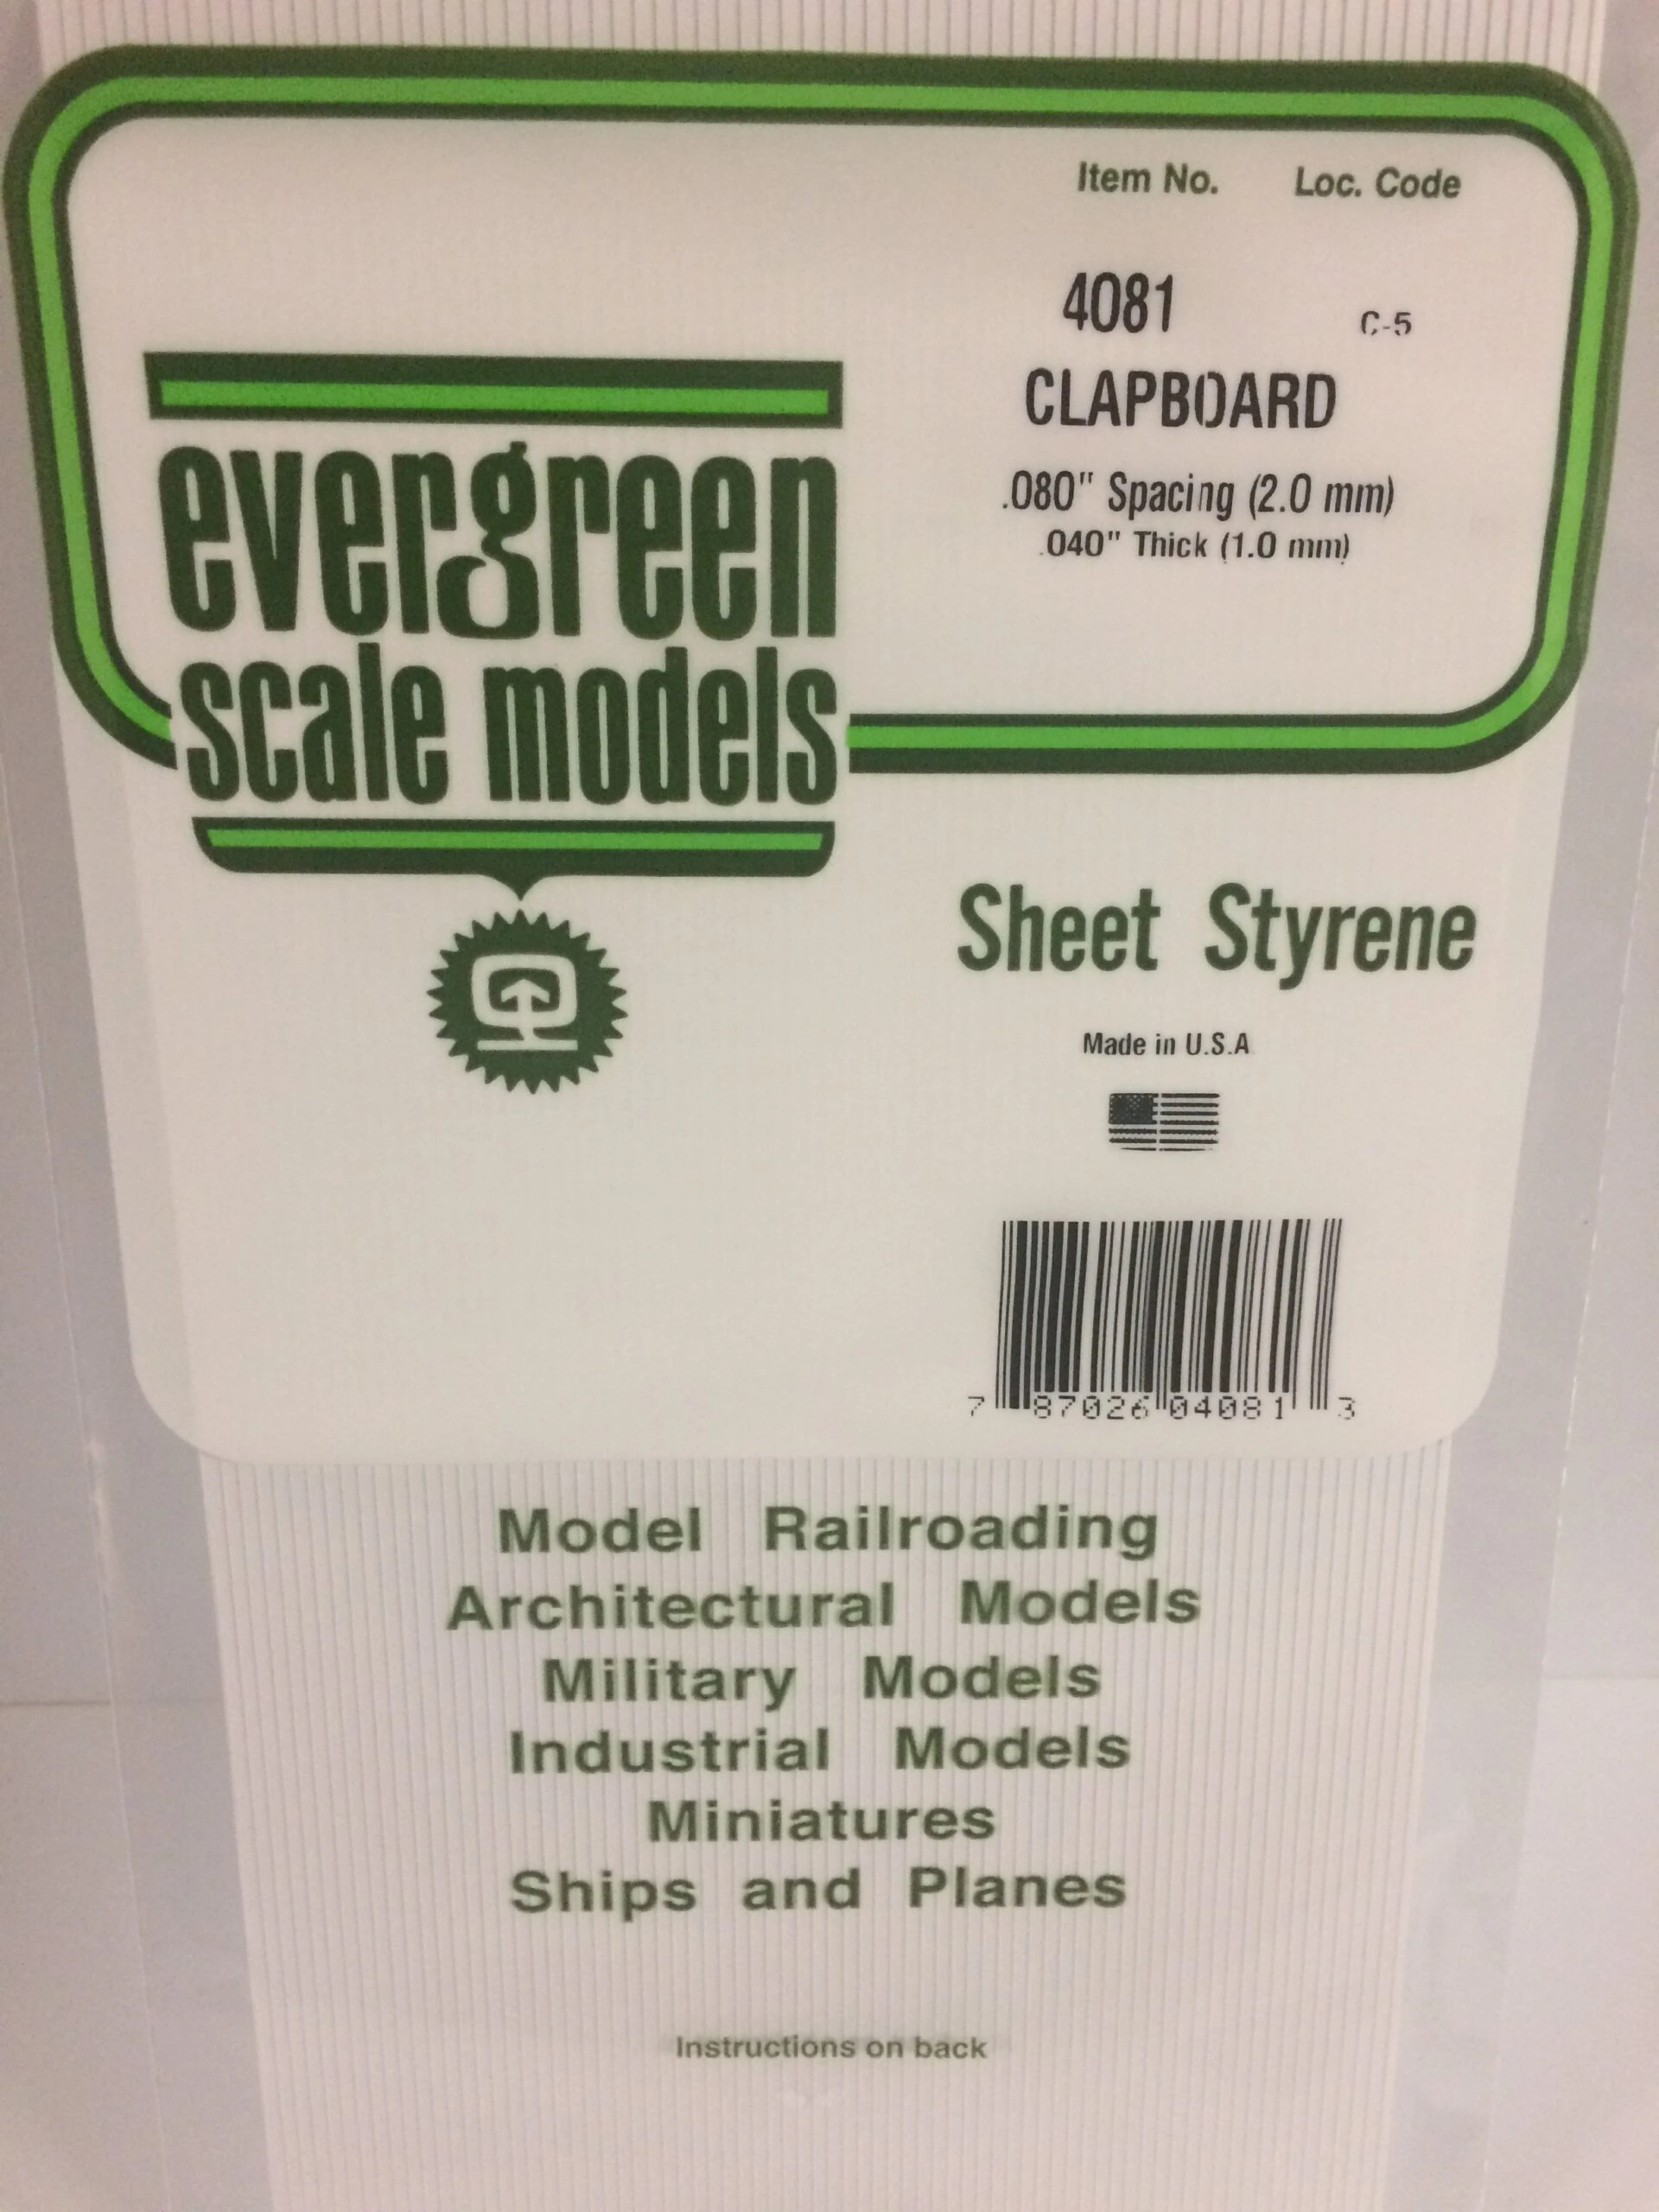 Item No. Loc. Code
4081 C-5
CLAPBOARD
.080" Spacing (2.0 mm)
.040" Thick (1.0 mm)
evergreen
scale models
Sheet Styrene
Made in U.S.A
7 87026 04081 3
Model Railroading
Architectural Models
Military Models
Industrial Models
Miniatures
Ships and Planes
Instructions on back